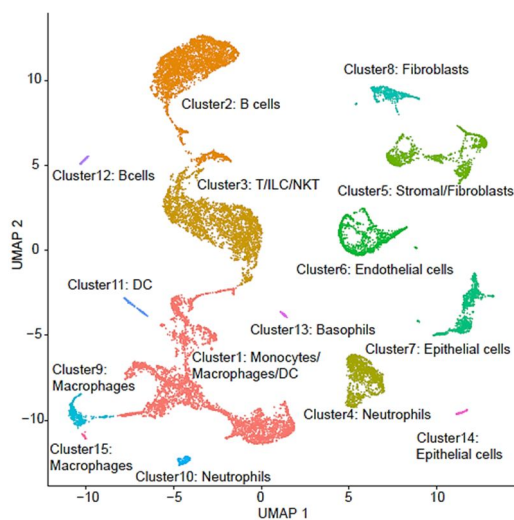 Cluster8: Fibroblasts
Cluster2: B cells
Cluster12: Bcells
Cluster3: T/ILC/NKT
Cluster5: Stromal/Fibroblasts
Cluster6: Endothelial cells
Cluster11: DC
Cluster13: Basophils
Cluster1: Monocytes/
Macrophages/DC
Cluster7: Epithelial cells
Cluster9:
Macrophages
Cluster4: Neutrophils
Cluster14:
Epithelial cells
Cluster15:
Macrophages
Cluster10: Neutrophils
UMAP 2
10
5
0
−5
−10
−10
−5
0
5
10
UMAP 1